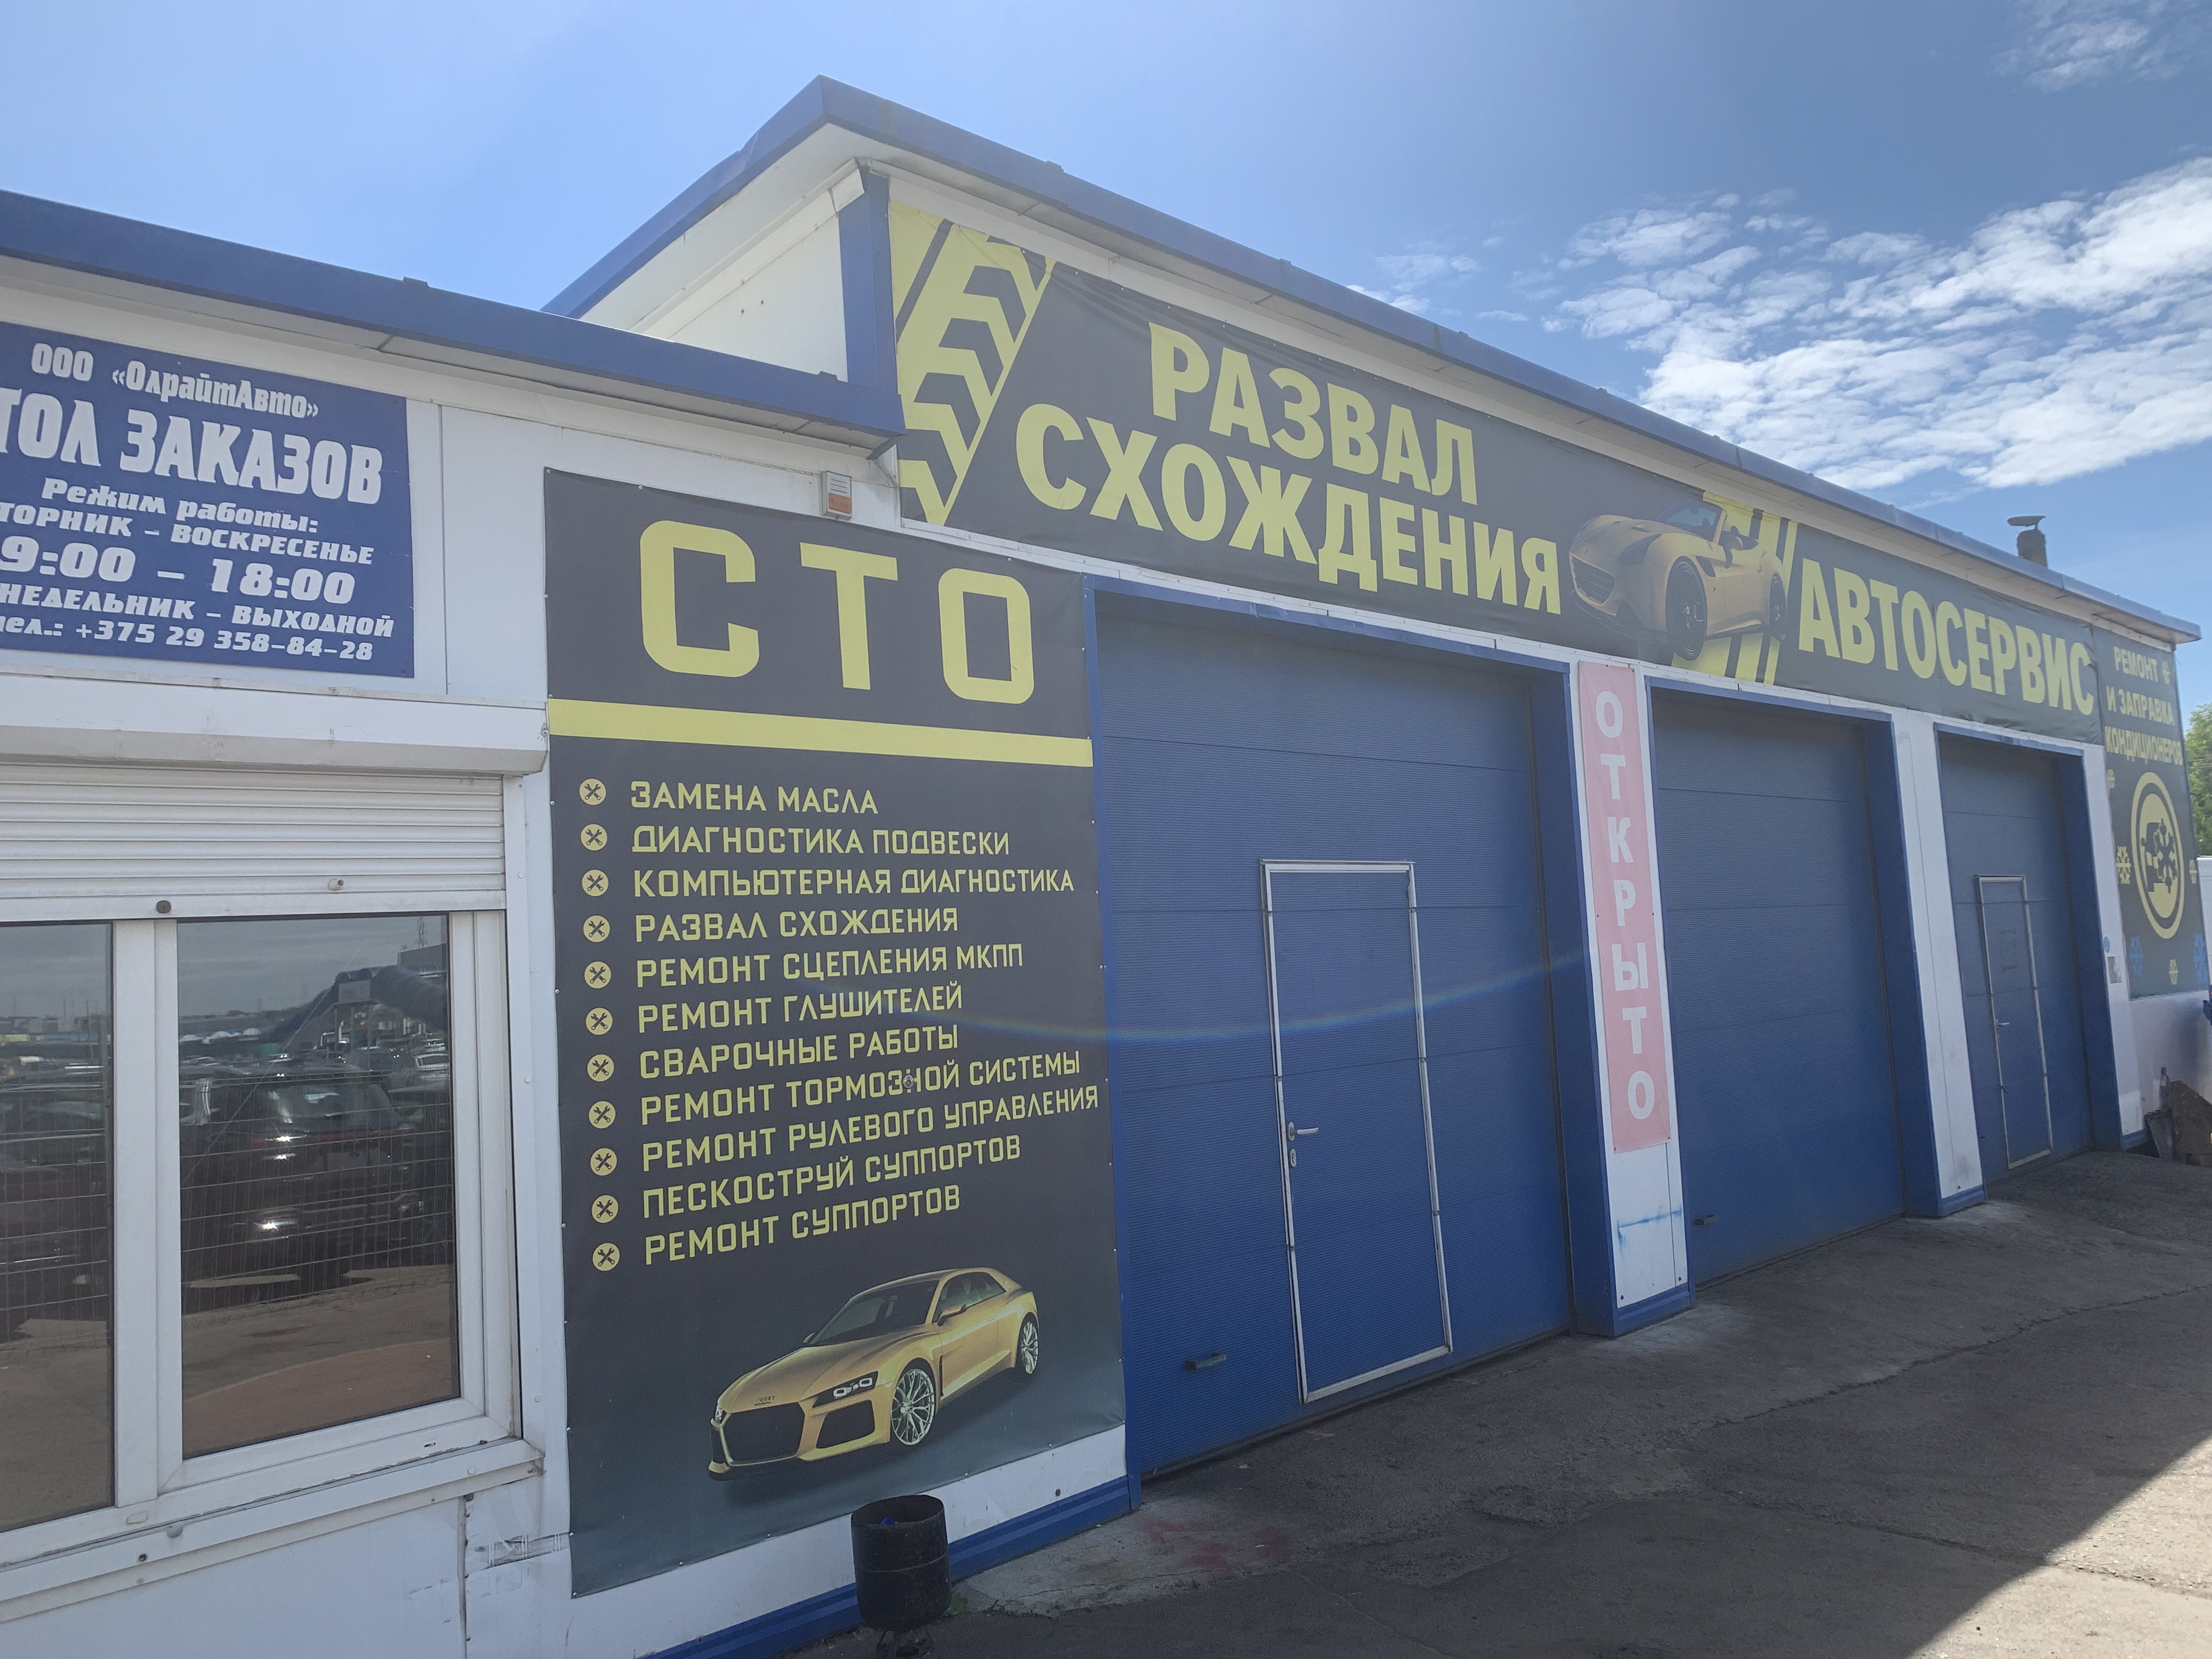 ООО «ОлрайтАвто»
ТОЛ ЗАКАЗОВ
Режим работы:
ТОРНИК - ВОСКРЕСЕНЬЕ
9:00 - 18:00
НЕДЕЛЬНИК - ВЫХОДНОЙ
тел.: +375 29 358-84-28
СТО
ЗАМЕНА МАСЛА
ДИАГНОСТИКА ПОДВЕСКИ
КОМПЬЮТЕРНАЯ ДИАГНОСТИКА
РАЗВАЛ СХОЖДЕНИЯ
РЕМОНТ СЦЕПЛЕНИЯ МКПП
РЕМОНТ ГЛУШИТЕЛЕЙ
СВАРОЧНЫЕ РАБОТЫ
РЕМОНТ ТОРМОЗНОЙ СИСТЕМЫ
РЕМОНТ РУЛЕВОГО УПРАВЛЕНИЯ
ПЕСКОСТРУЙ СУППОРТОВ
РЕМОНТ СУППОРТОВ
РАЗВАЛ
СХОЖДЕНИЯ
АВТОСЕРВИС
ОТКРЫТО
РЕМОНТ
И ЗАПРАВКА
КОНДИЦИОНЕРОВ